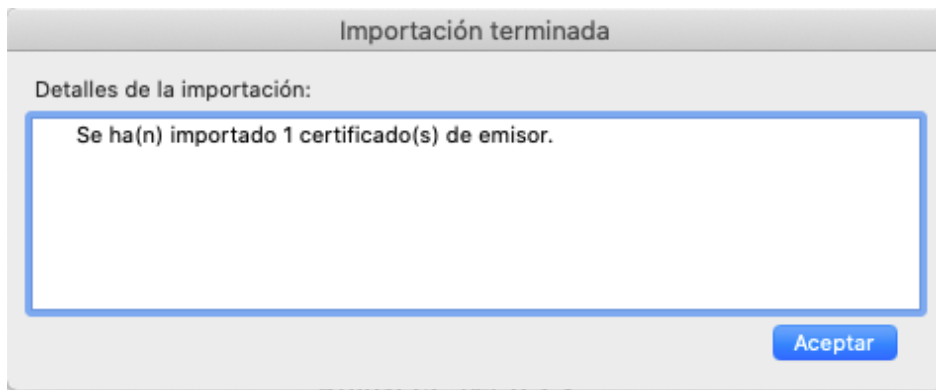 Importación terminada
Detalles de la importación:
Se ha(n) importado 1 certificado(s) de emisor.
Aceptar